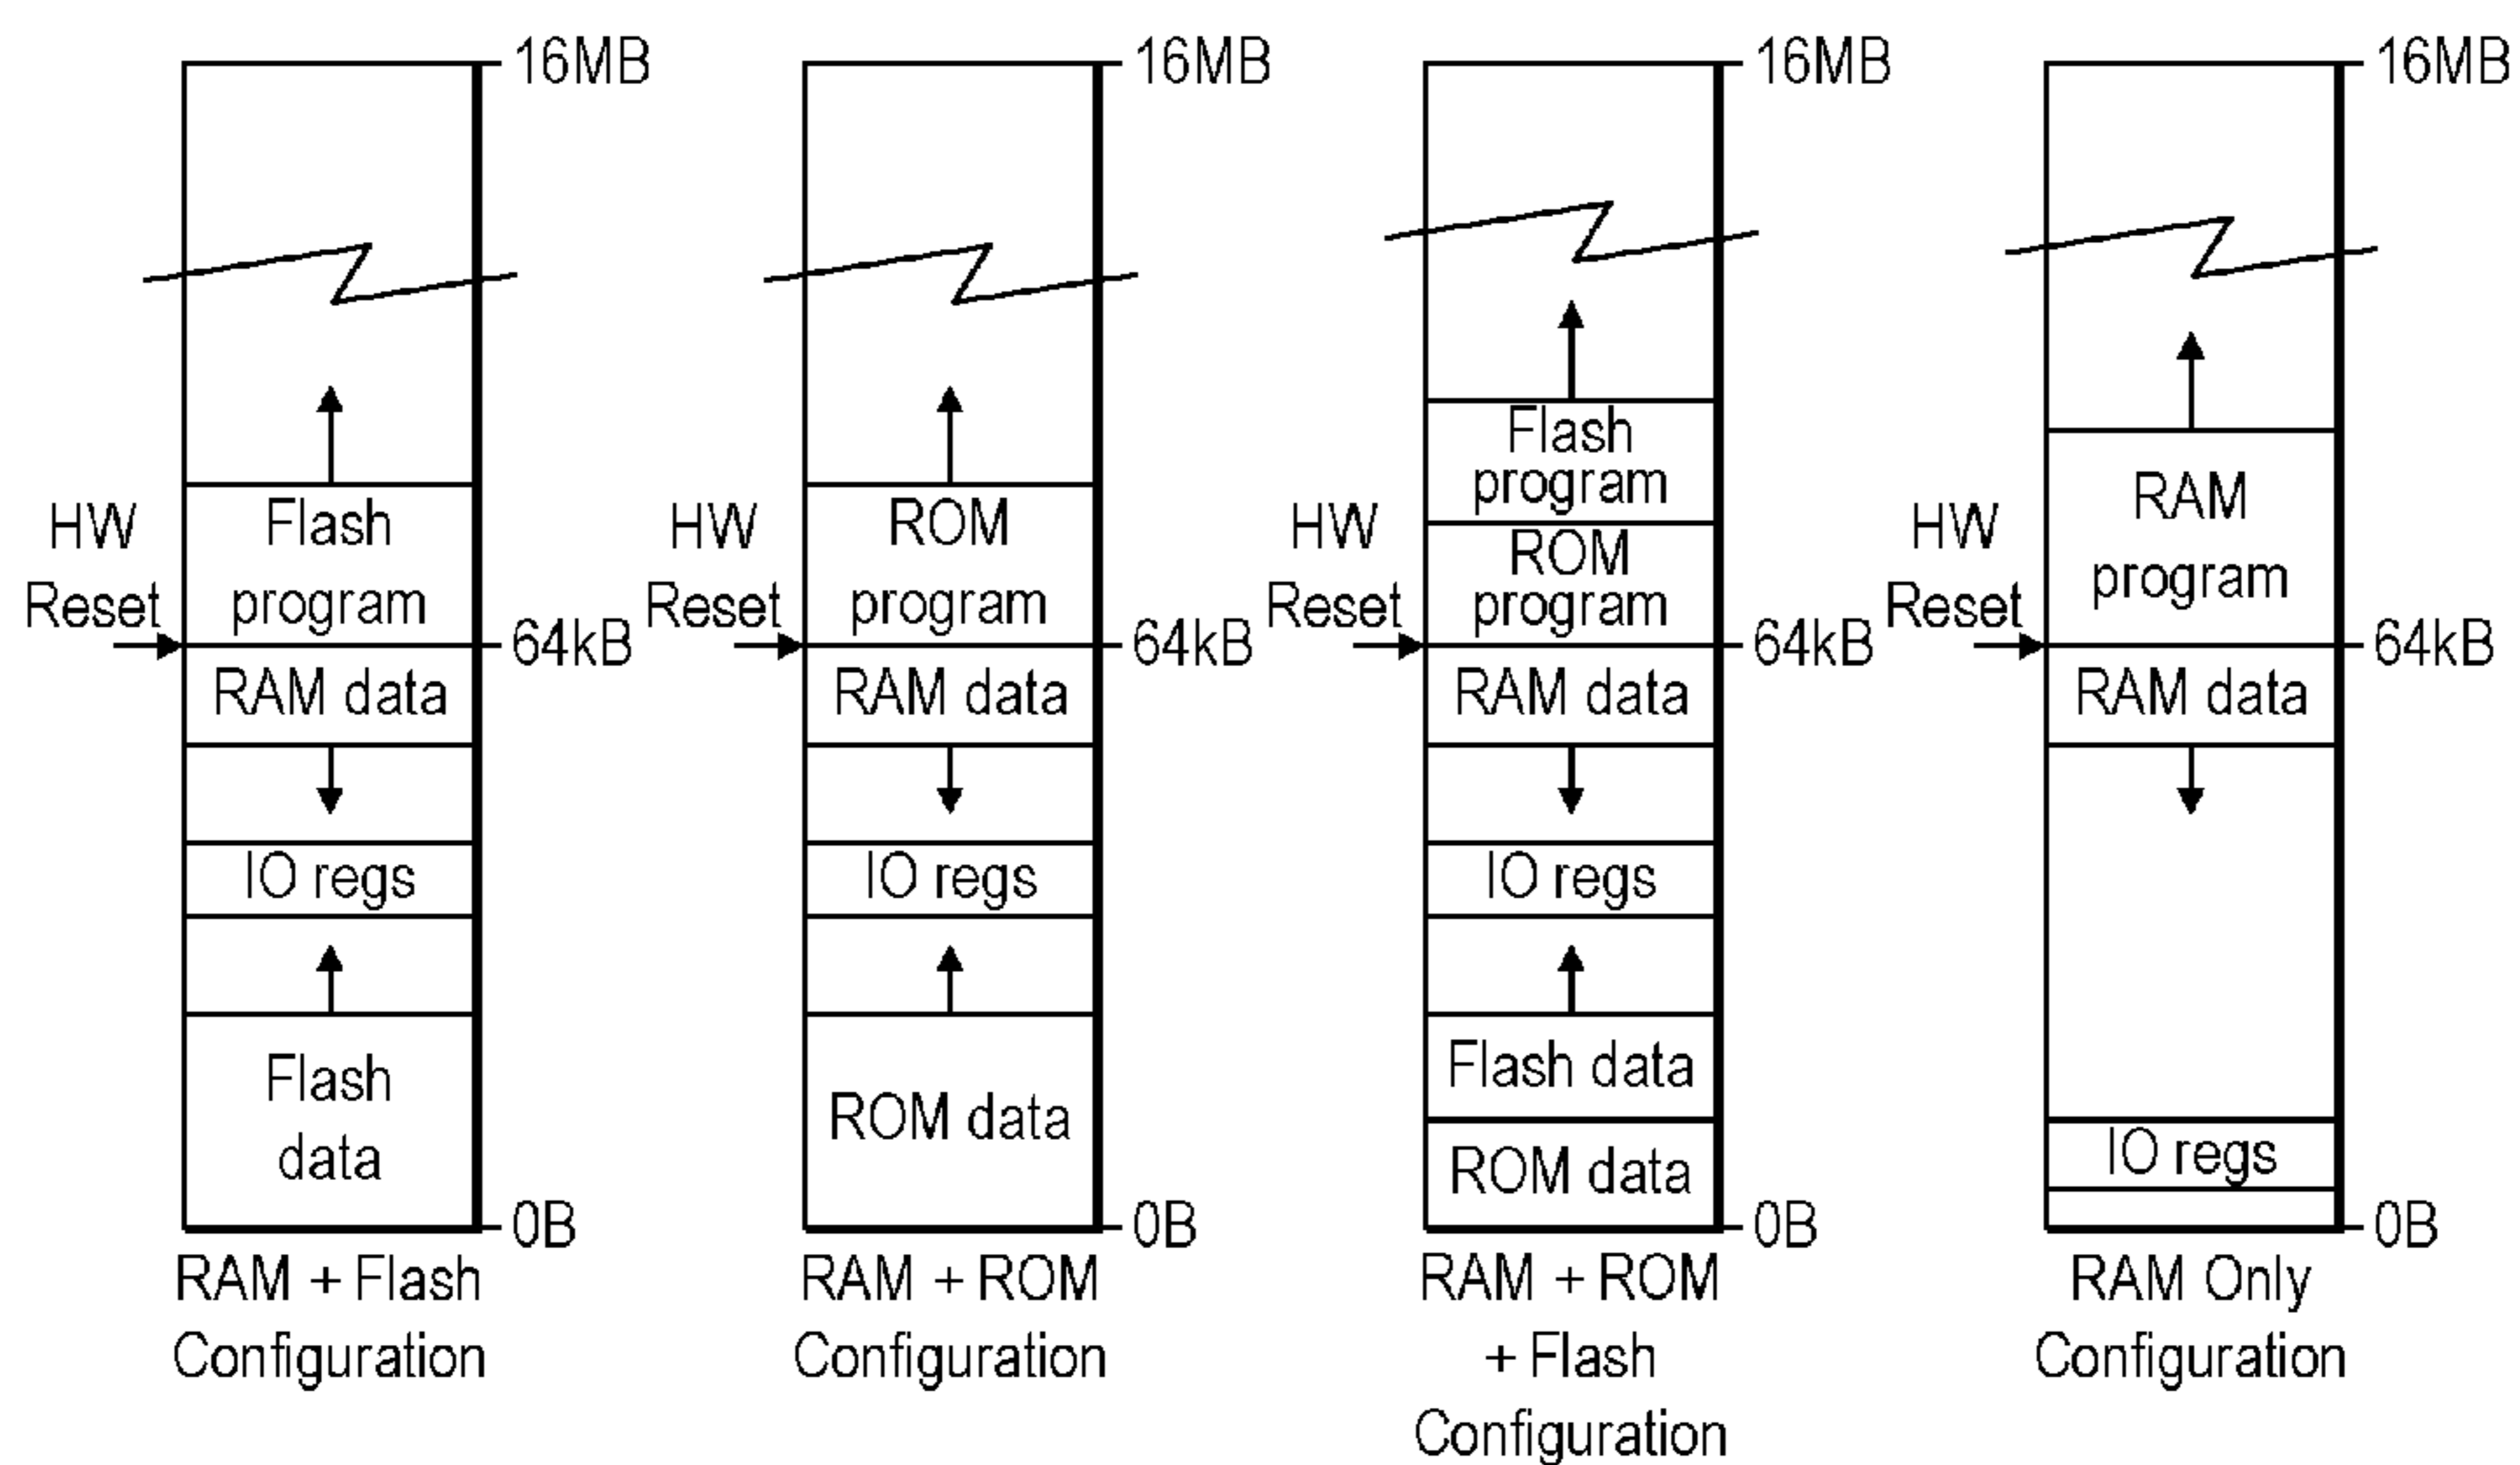 16MB
HW
Reset
Flash
program
64kB
RAM data
IO regs
Flash
data
0B
RAM + Flash
Configuration
16MB
HW
Reset
ROM
program
64kB
RAM data
IO regs
ROM data
0B
RAM + ROM
Configuration
16MB
HW
Reset
Flash
program
ROM
program
64kB
RAM data
IO regs
Flash data
ROM data
0B
RAM + ROM
+ Flash
Configuration
16MB
HW
Reset
RAM
program
64kB
RAM data
IO regs
0B
RAM Only
Configuration